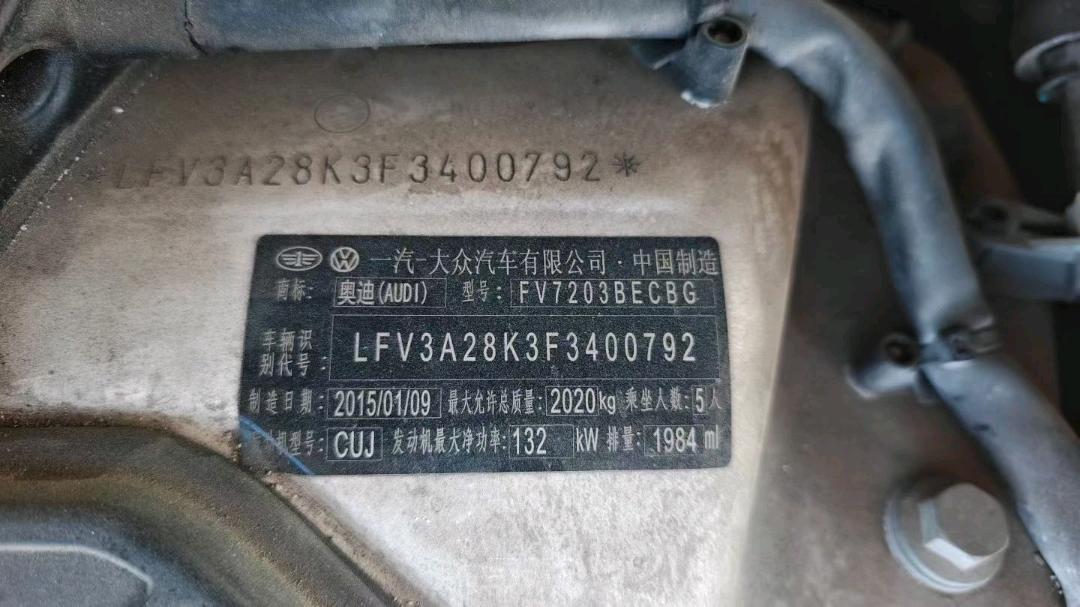 LFV3A28K3F3400792*
一汽-大众汽车有限公司·中国制造
商标: 奥迪(AUDI) 型号: FV7203BECBG
车辆识别代号: LFV3A28K3F3400792
制造日期: 2015/01/09 最大允许总质量: 2020kg 乘坐人数: 5人
机型号: CUJ 发动机最大净功率: 132 kW 排量: 1984 ml